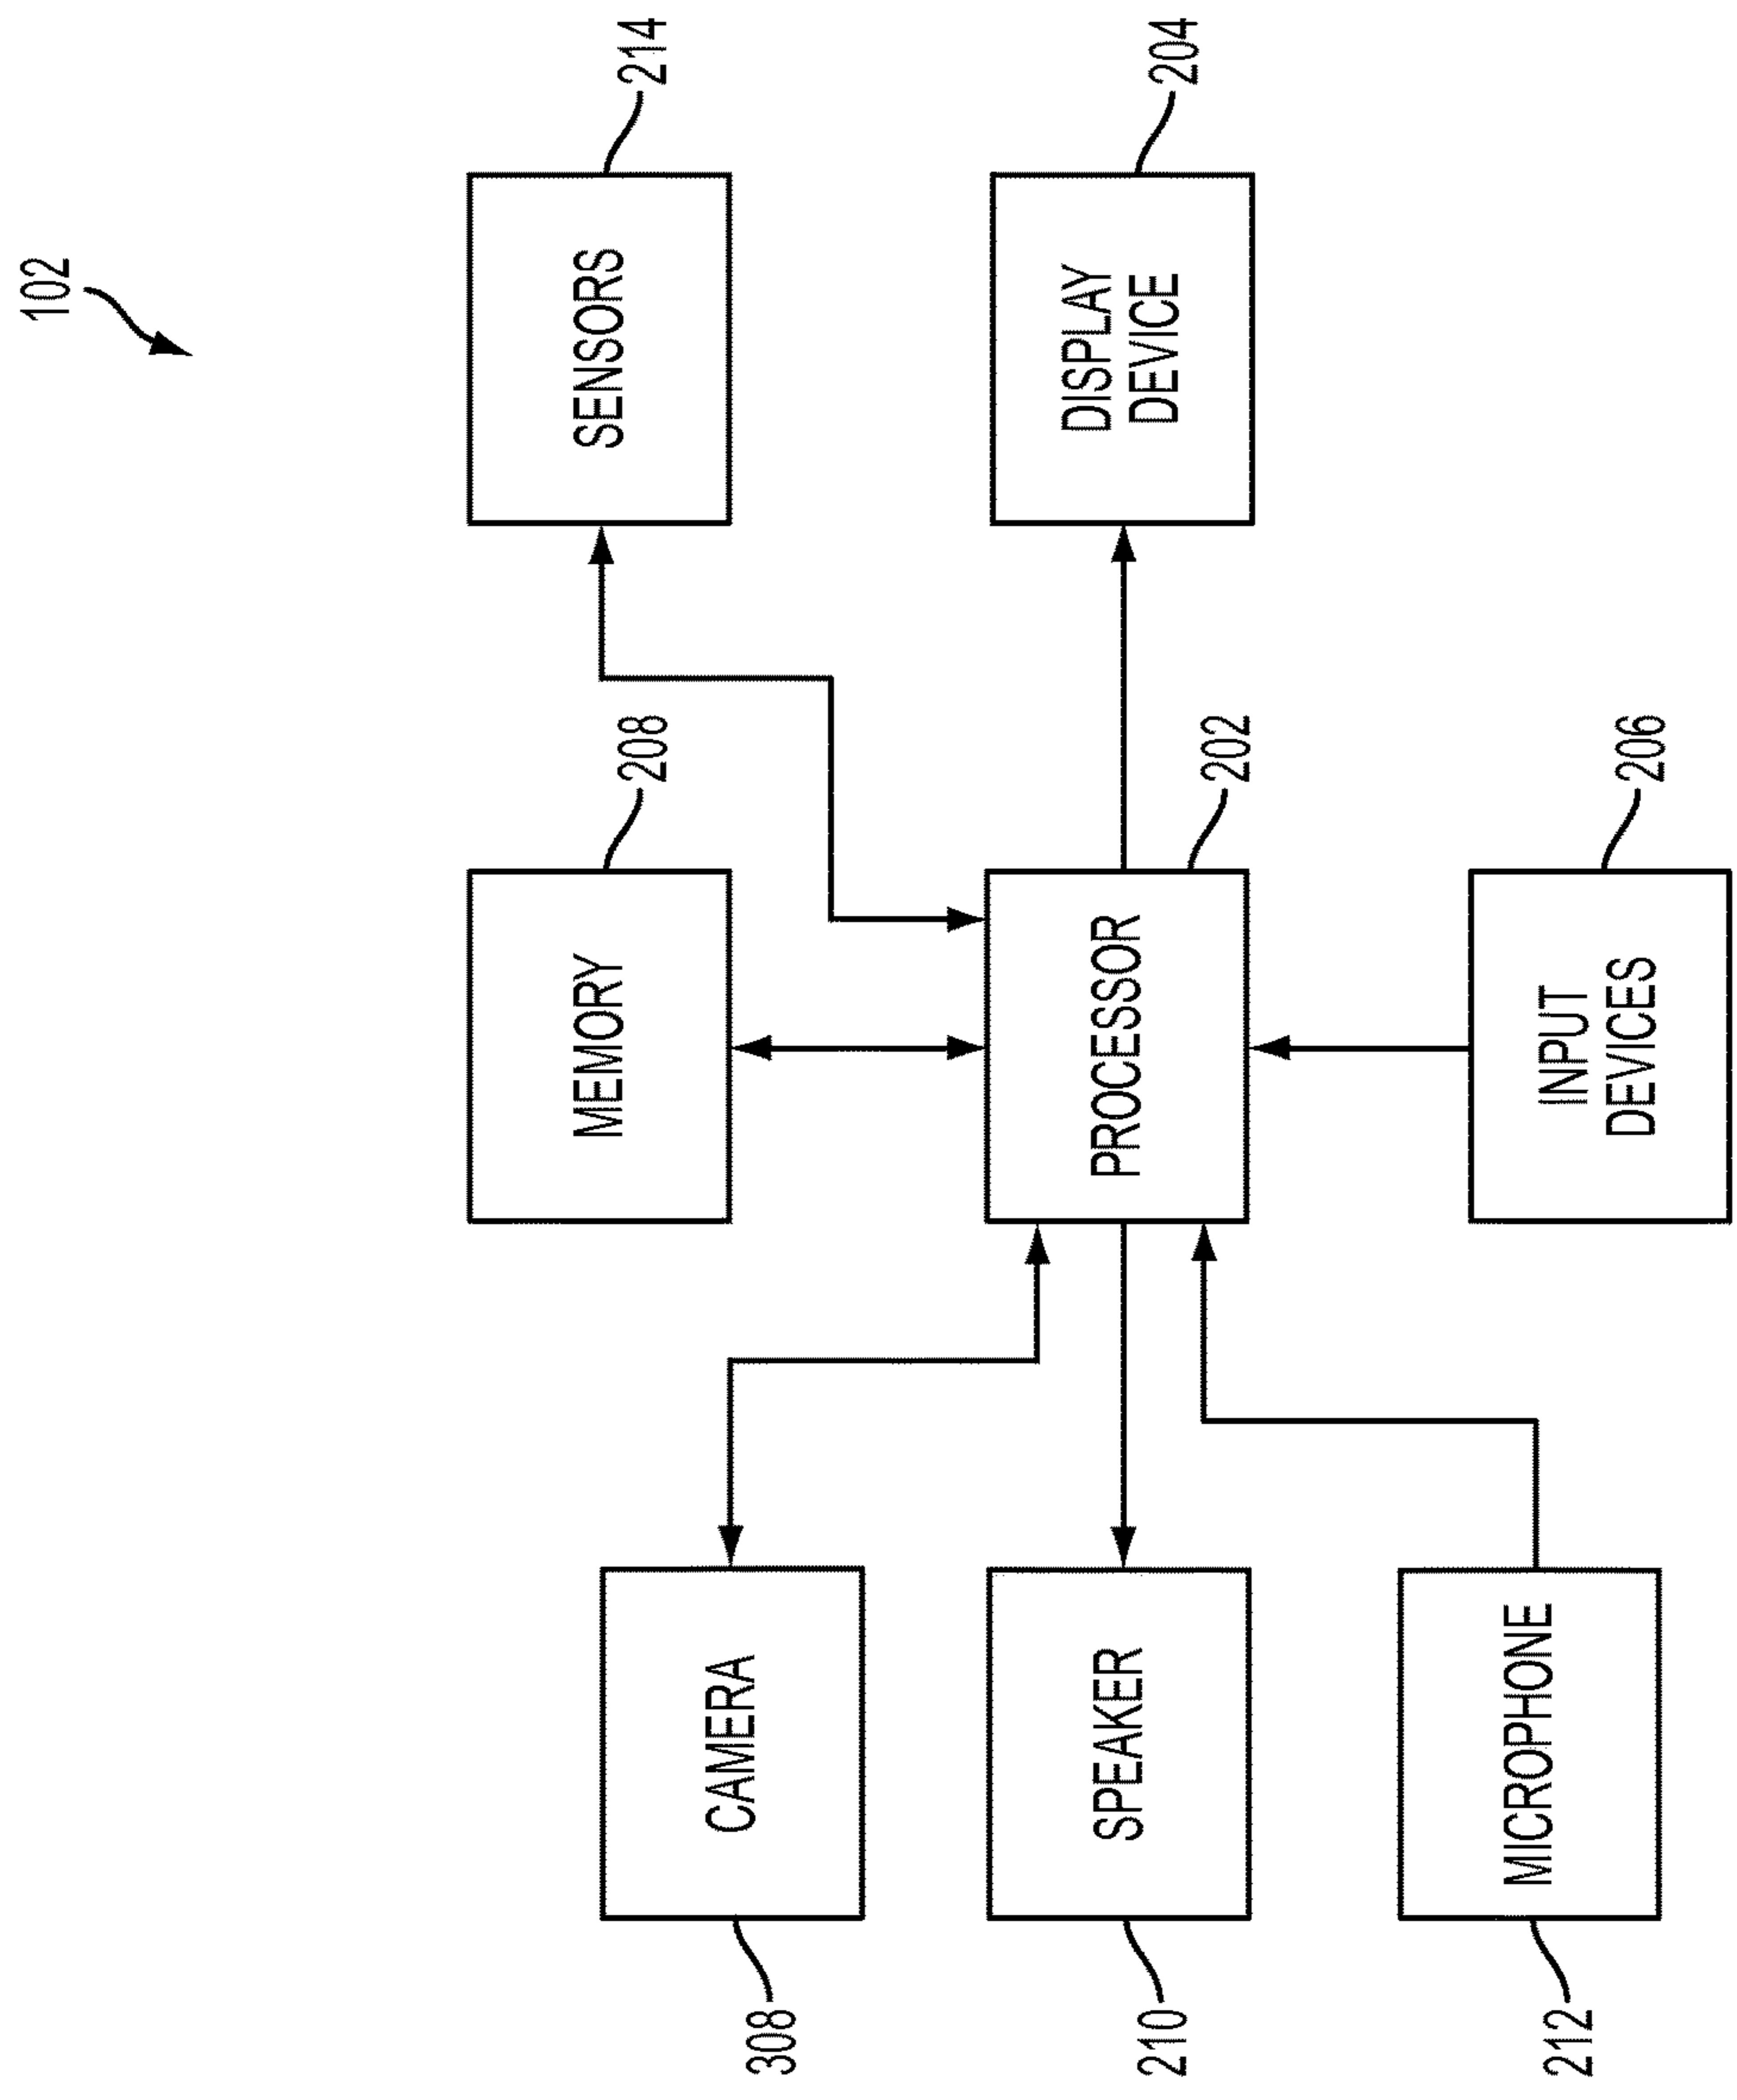 102
MEMORY
208
SENSORS
214
CAMERA
308
SPEAKER
210
PROCESSOR
202
DISPLAY
DEVICE
204
MICROPHONE
212
INPUT
DEVICES
206